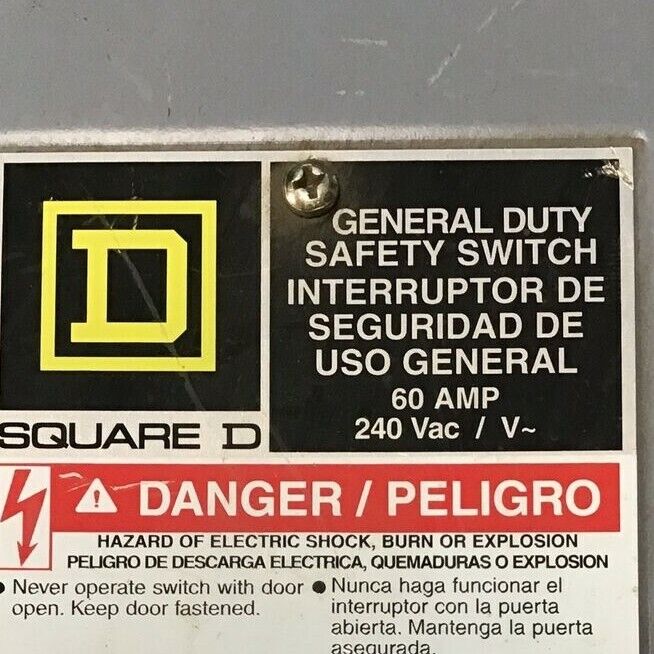 D
SQUARE D
GENERAL DUTY
SAFETY SWITCH
INTERRUPTOR DE
SEGURIDAD DE
USO GENERAL
60 AMP
240 Vac / V~
DANGER / PELIGRO
HAZARD OF ELECTRIC SHOCK, BURN OR EXPLOSION
PELIGRO DE DESCARGA ELECTRICA, QUEMADURAS O EXPLOSION
• Never operate switch with door
open. Keep door fastened.
• Nunca haga funcionar el
interruptor con la puerta
abierta. Mantenga la puerta
asegurada.